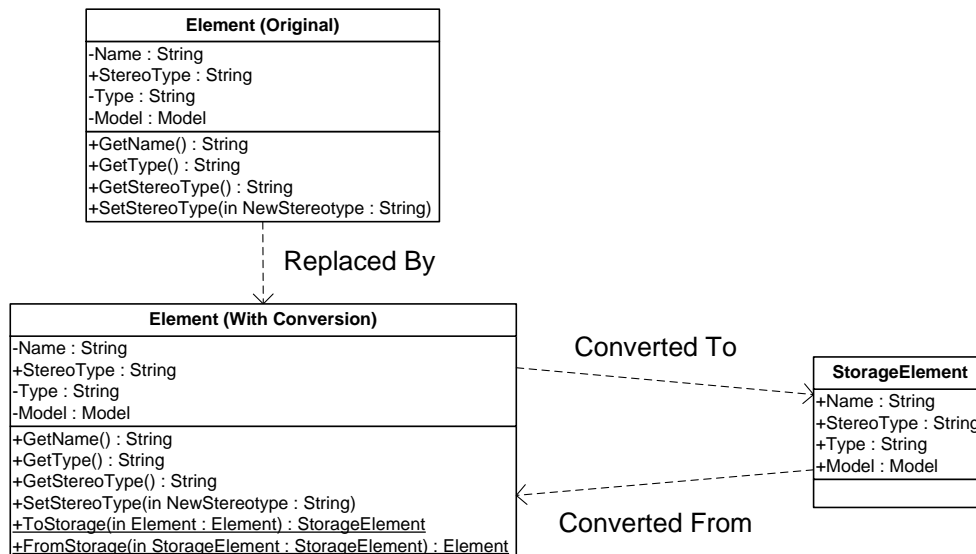 Element (Original)
-Name : String
+StereoType : String
-Type : String
-Model : Model
+GetName() : String
+GetType() : String
+GetStereoType() : String
+SetStereoType(in NewStereotype : String)
Replaced By
Element (With Conversion)
-Name : String
+StereoType : String
-Type : String
-Model : Model
+GetName() : String
+GetType() : String
+GetStereoType() : String
+SetStereoType(in NewStereotype : String)
+ToStorage(in Element : Element) : StorageElement
+FromStorage(in StorageElement : StorageElement) : Element
Converted To
StorageElement
+Name : String
+StereoType : String
+Type : String
+Model : Model
Converted From